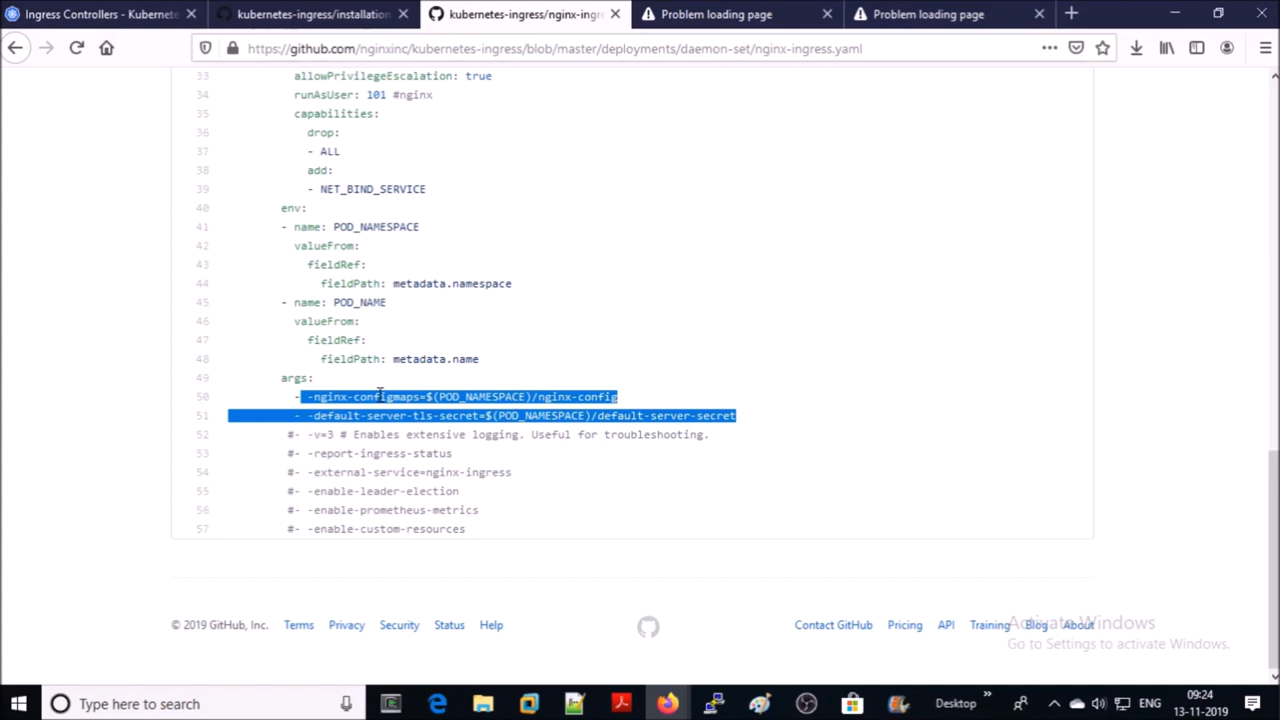 Ingress Controllers - Kubernet
kubernetes-ingress/installation
kubernetes-ingress/nginx-ingr
Problem loading page
Problem loading page
https://github.com/nginxinc/kubernetes-ingress/blob/master/deployments/daemon-set/nginx-ingress.yaml
33 allowPrivilegeEscalation: true
34 runAsUser: 101 #nginx
35 capabilities:
36 drop:
37 - ALL
38 add:
39 - NET_BIND_SERVICE
40 env:
41 - name: POD_NAMESPACE
42 valueFrom:
43 fieldRef:
44 fieldPath: metadata.namespace
45 - name: POD_NAME
46 valueFrom:
47 fieldRef:
48 fieldPath: metadata.name
49 args:
50 - -nginx-configmaps=$(POD_NAMESPACE)/nginx-config
51 - -default-server-tls-secret=$(POD_NAMESPACE)/default-server-secret
52 #- -v=3 # Enables extensive logging. Useful for troubleshooting.
53 #- -report-ingress-status
54 #- -external-service=nginx-ingress
55 #- -enable-leader-election
56 #- -enable-prometheus-metrics
57 #- -enable-custom-resources
© 2019 GitHub, Inc. Terms Privacy Security Status Help
Contact GitHub Pricing API Training Blog About
Activate Windows
Go to Settings to activate Windows.
Type here to search
Desktop
ENG
09:24
13-11-2019